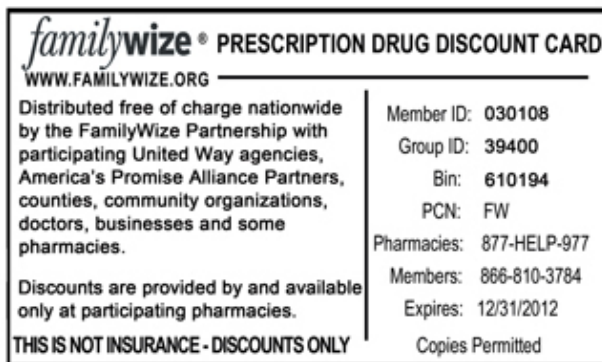 familywize ® PRESCRIPTION DRUG DISCOUNT CARD
WWW.FAMILYWIZE.ORG
Distributed free of charge nationwide
by the FamilyWize Partnership with
participating United Way agencies,
America's Promise Alliance Partners,
counties, community organizations,
doctors, businesses and some
pharmacies.
Discounts are provided by and available
only at participating pharmacies.
THIS IS NOT INSURANCE - DISCOUNTS ONLY
Member ID: 030108
Group ID: 39400
Bin: 610194
PCN: FW
Pharmacies: 877-HELP-977
Members: 866-810-3784
Expires: 12/31/2012
Copies Permitted